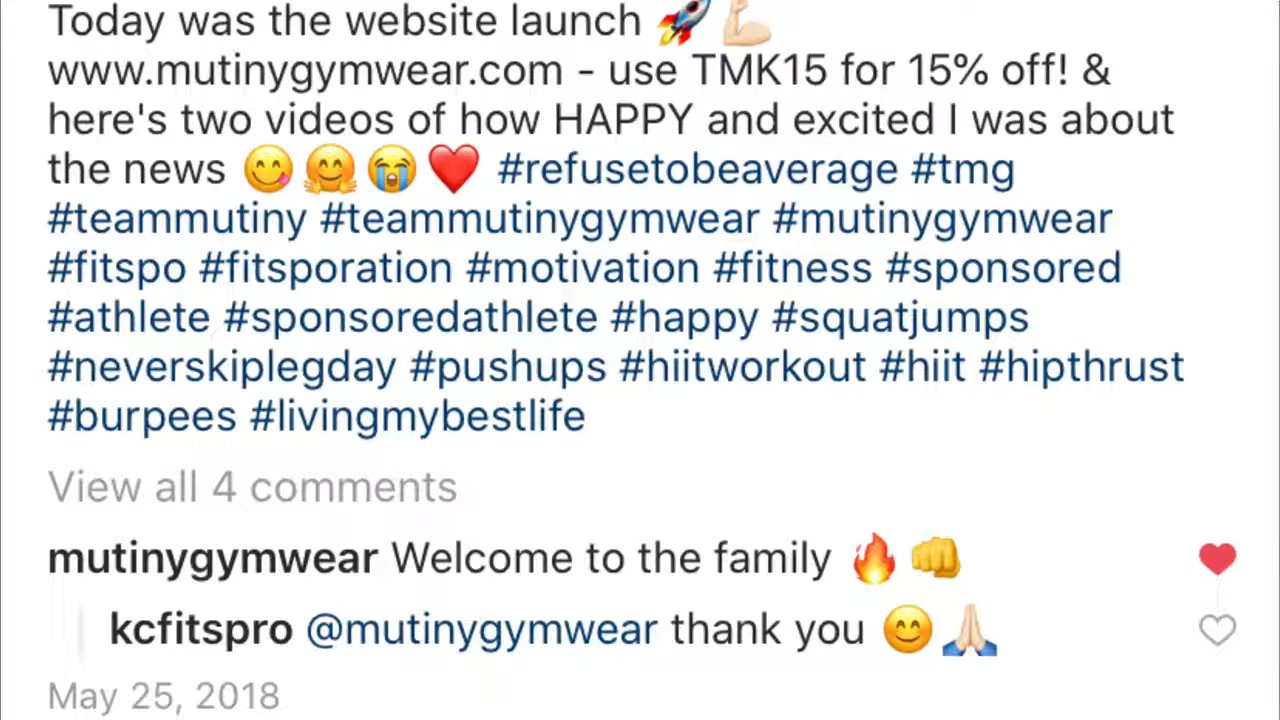 Today was the website launch 🚀💪🏻
www.mutinygymwear.com - use TMK15 for 15% off! &
here's two videos of how HAPPY and excited I was about
the news 😋🤗😭❤️ #refusetobeaverage #tmg
#teammutiny #teammutinygymwear #mutinygymwear
#fitspo #fitsporation #motivation #fitness #sponsored
#athlete #sponsoredathlete #happy #squatjumps
#neverskiplegday #pushups #hiitworkout #hiit #hipthrust
#burpees #livingmybestlife
View all 4 comments
mutinygymwear Welcome to the family 🔥👊
kcfitspro @mutinygymwear thank you 😊🙏🏻
May 25, 2018